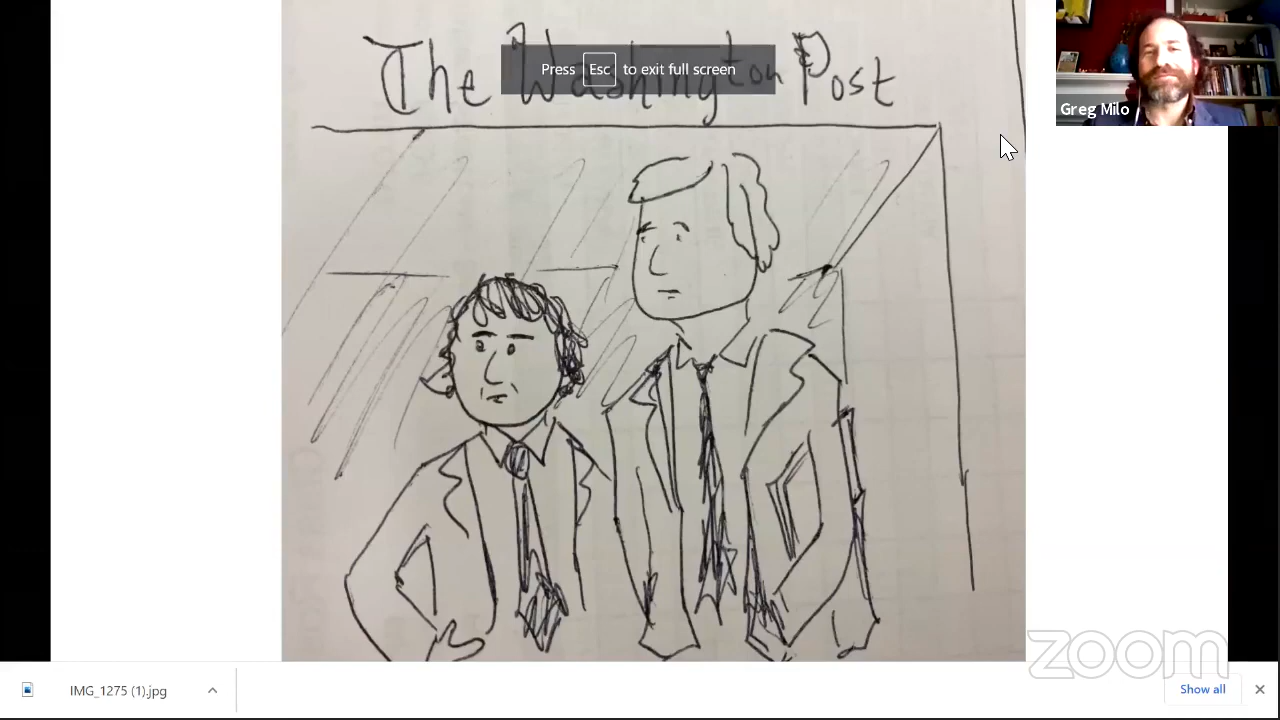 The Washington Post
Press Esc to exit full screen
Greg Milo
zoom
IMG_1275 (1).jpg
Show all